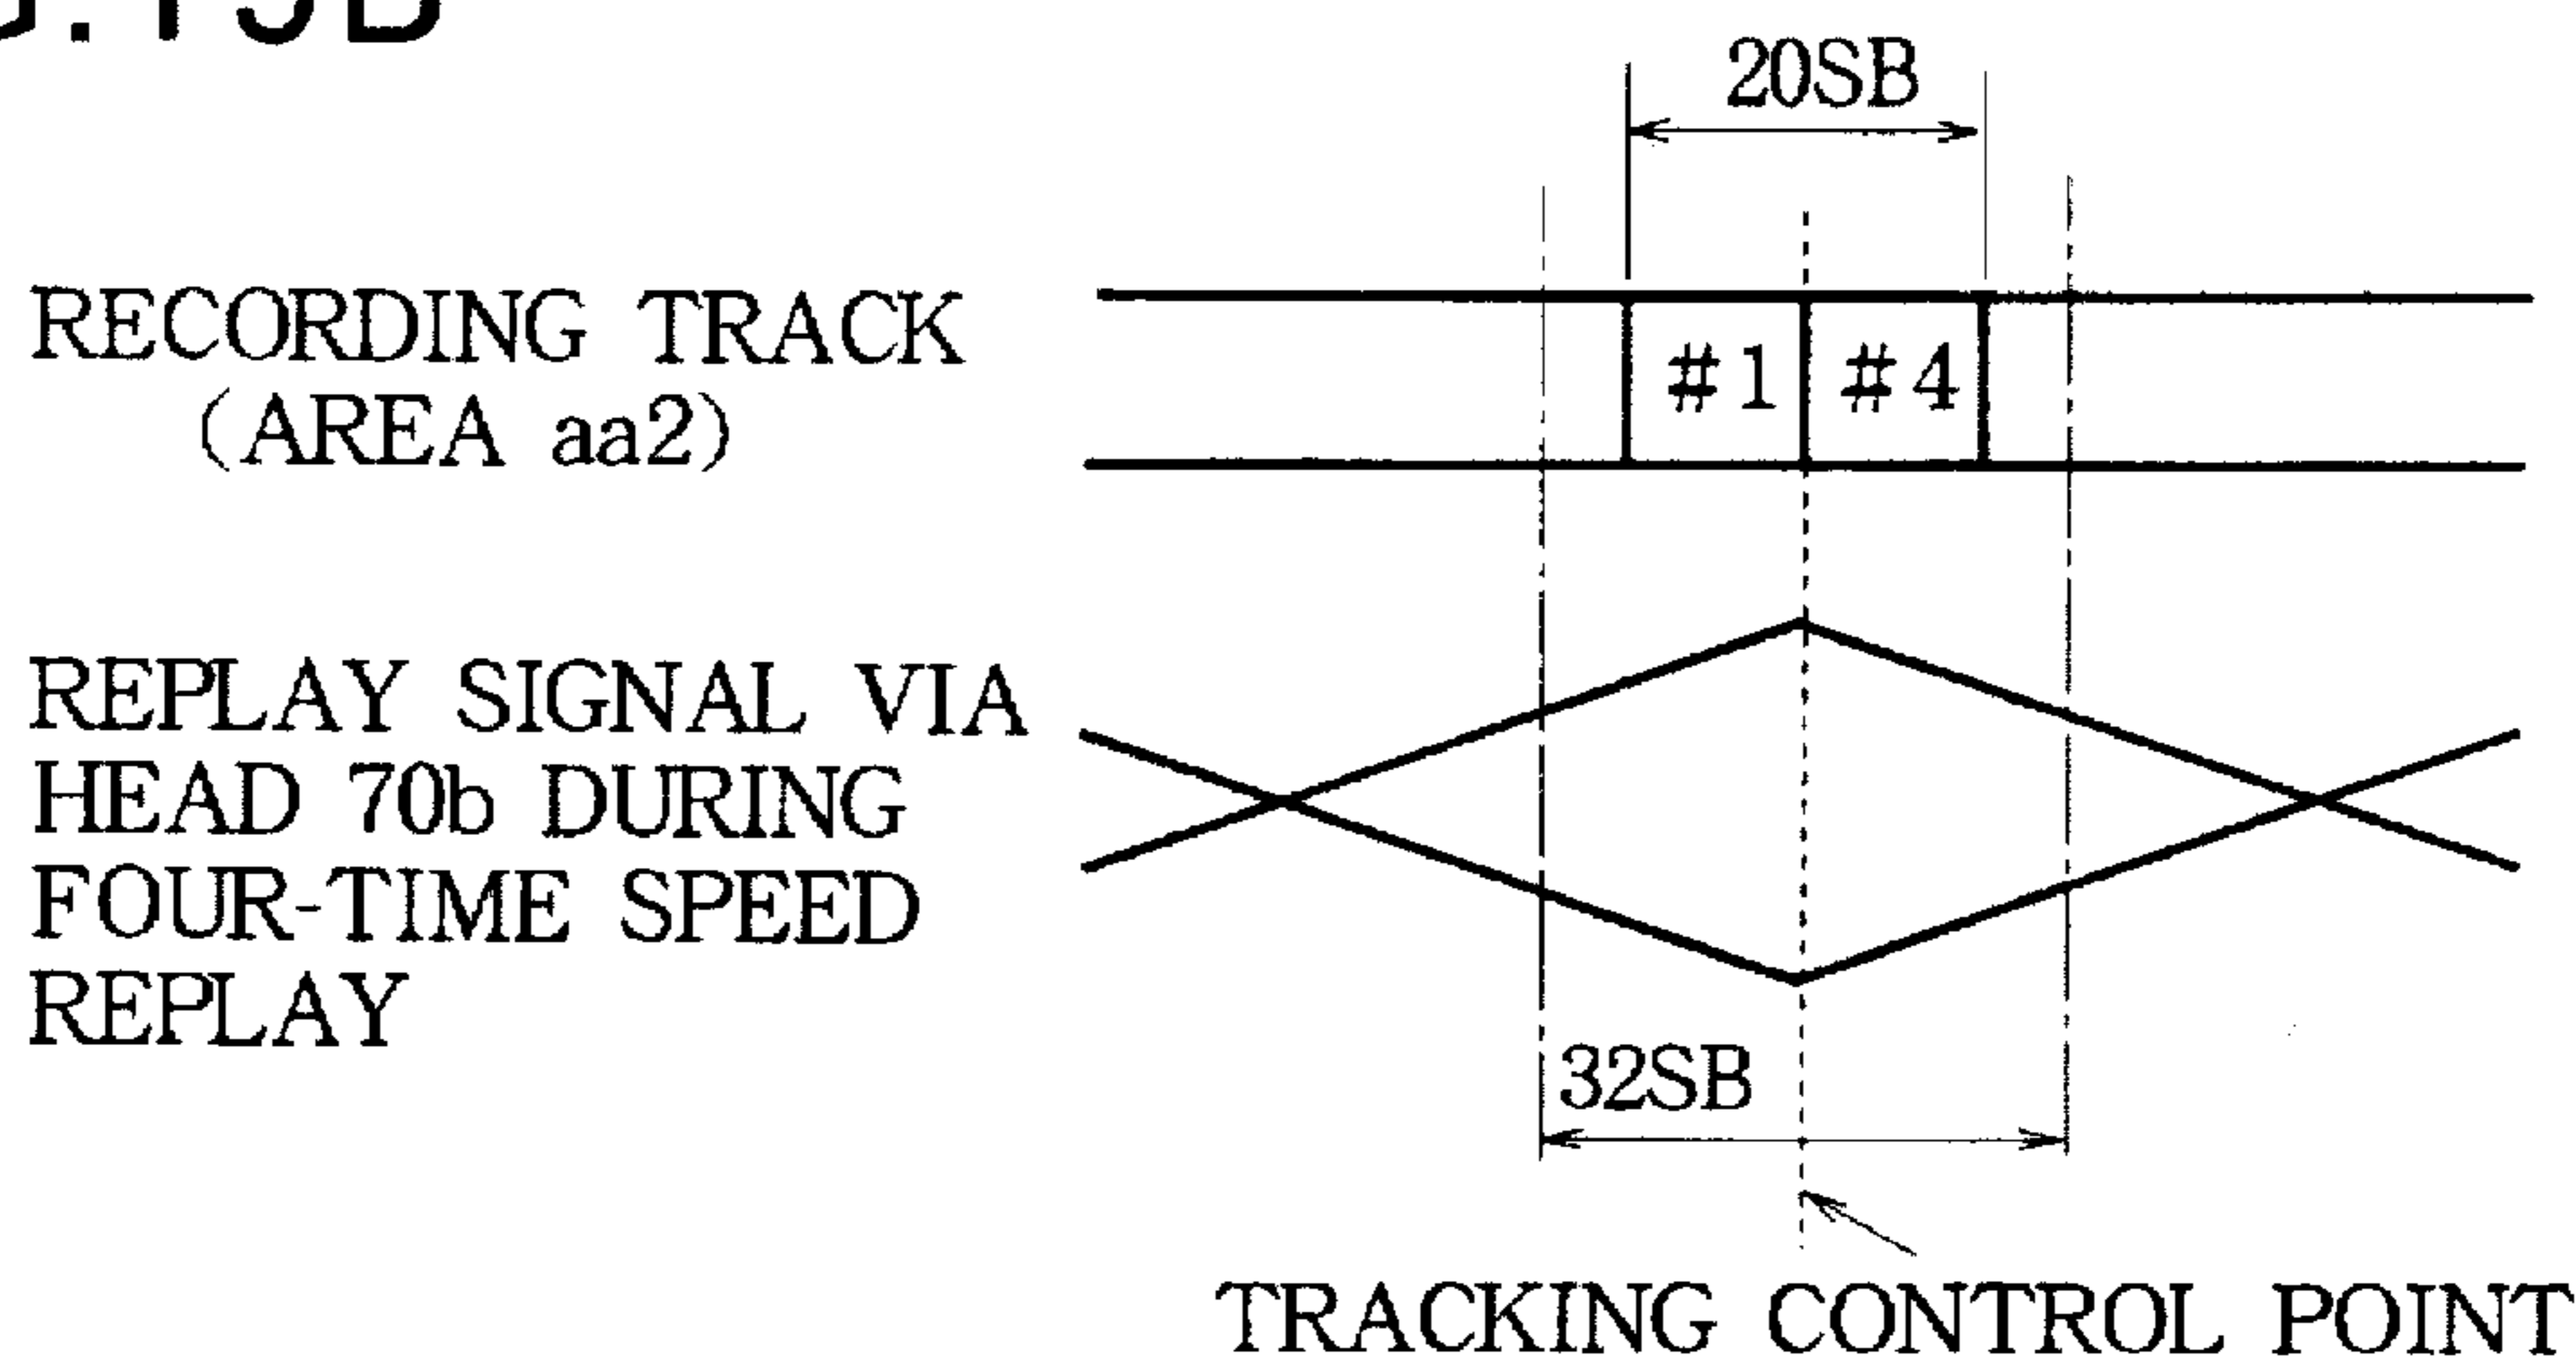 20SB
RECORDING TRACK
(AREA aa2)
#1 #4
REPLAY SIGNAL VIA
HEAD 70b DURING
FOUR-TIME SPEED
REPLAY
32SB
TRACKING CONTROL POINT